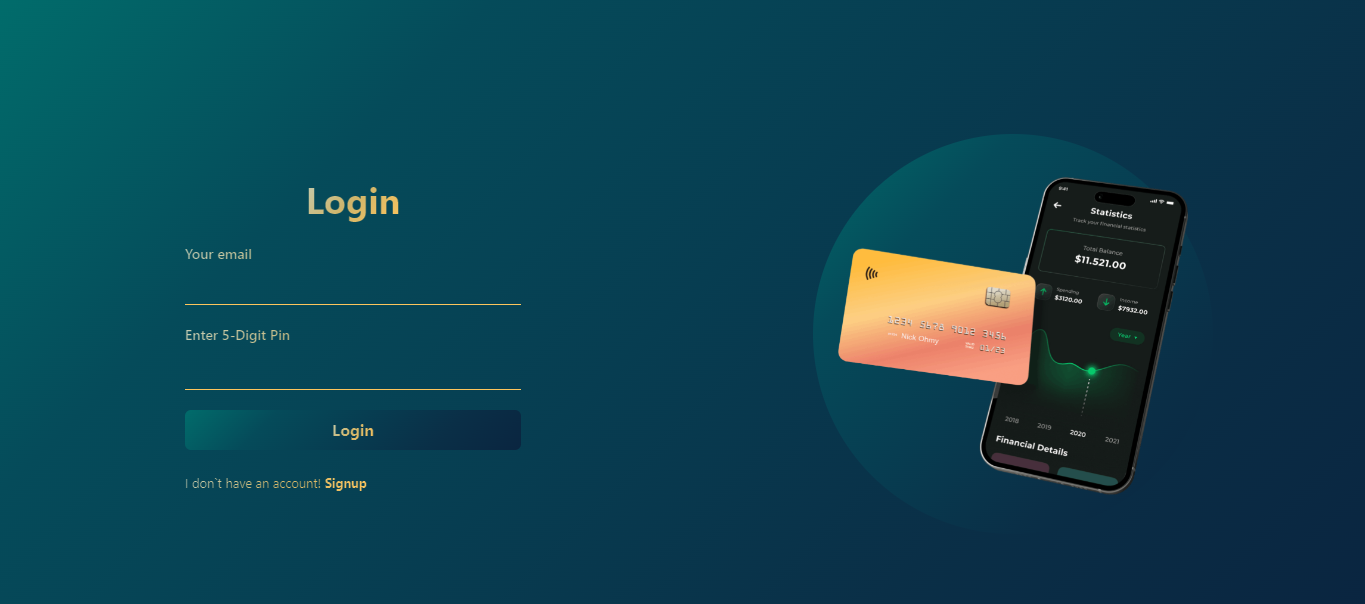 Login
Your email
Enter 5-Digit Pin
Login
I don`t have an account! Signup
1234 5678 9012 3456
Nick Ohmy
01/23
9:41
Statistics
Track your financial statistics
Total Balance
$11.521.00
Spending
$3120.00
Income
$7932.00
Year
2018 2019 2020 2021
Financial Details